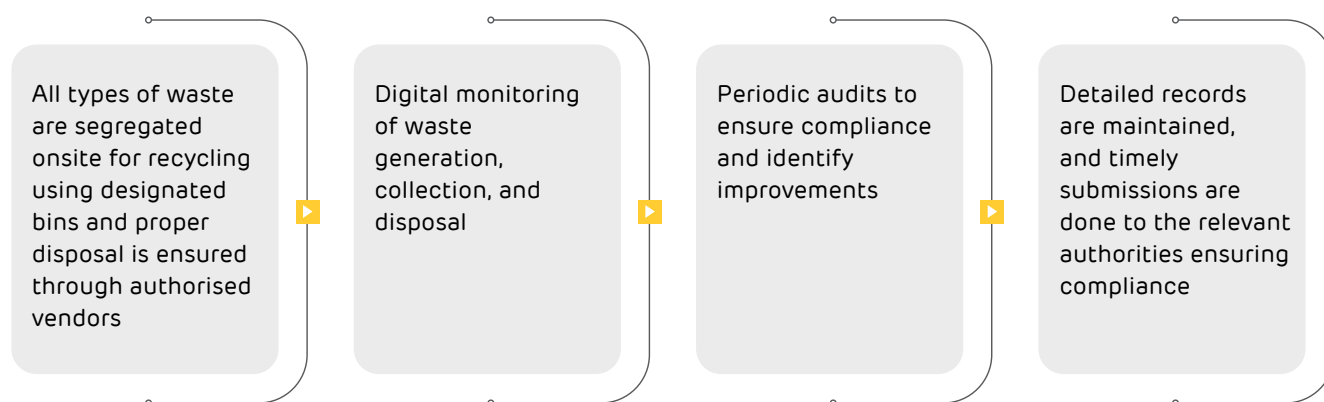 All types of waste
are segregated
onsite for recycling
using designated
bins and proper
disposal is ensured
through authorised
vendors
Digital monitoring
of waste
generation,
collection, and
disposal
Periodic audits to
ensure compliance
and identify
improvements
Detailed records
are maintained,
and timely
submissions are
done to the relevant
authorities ensuring
compliance